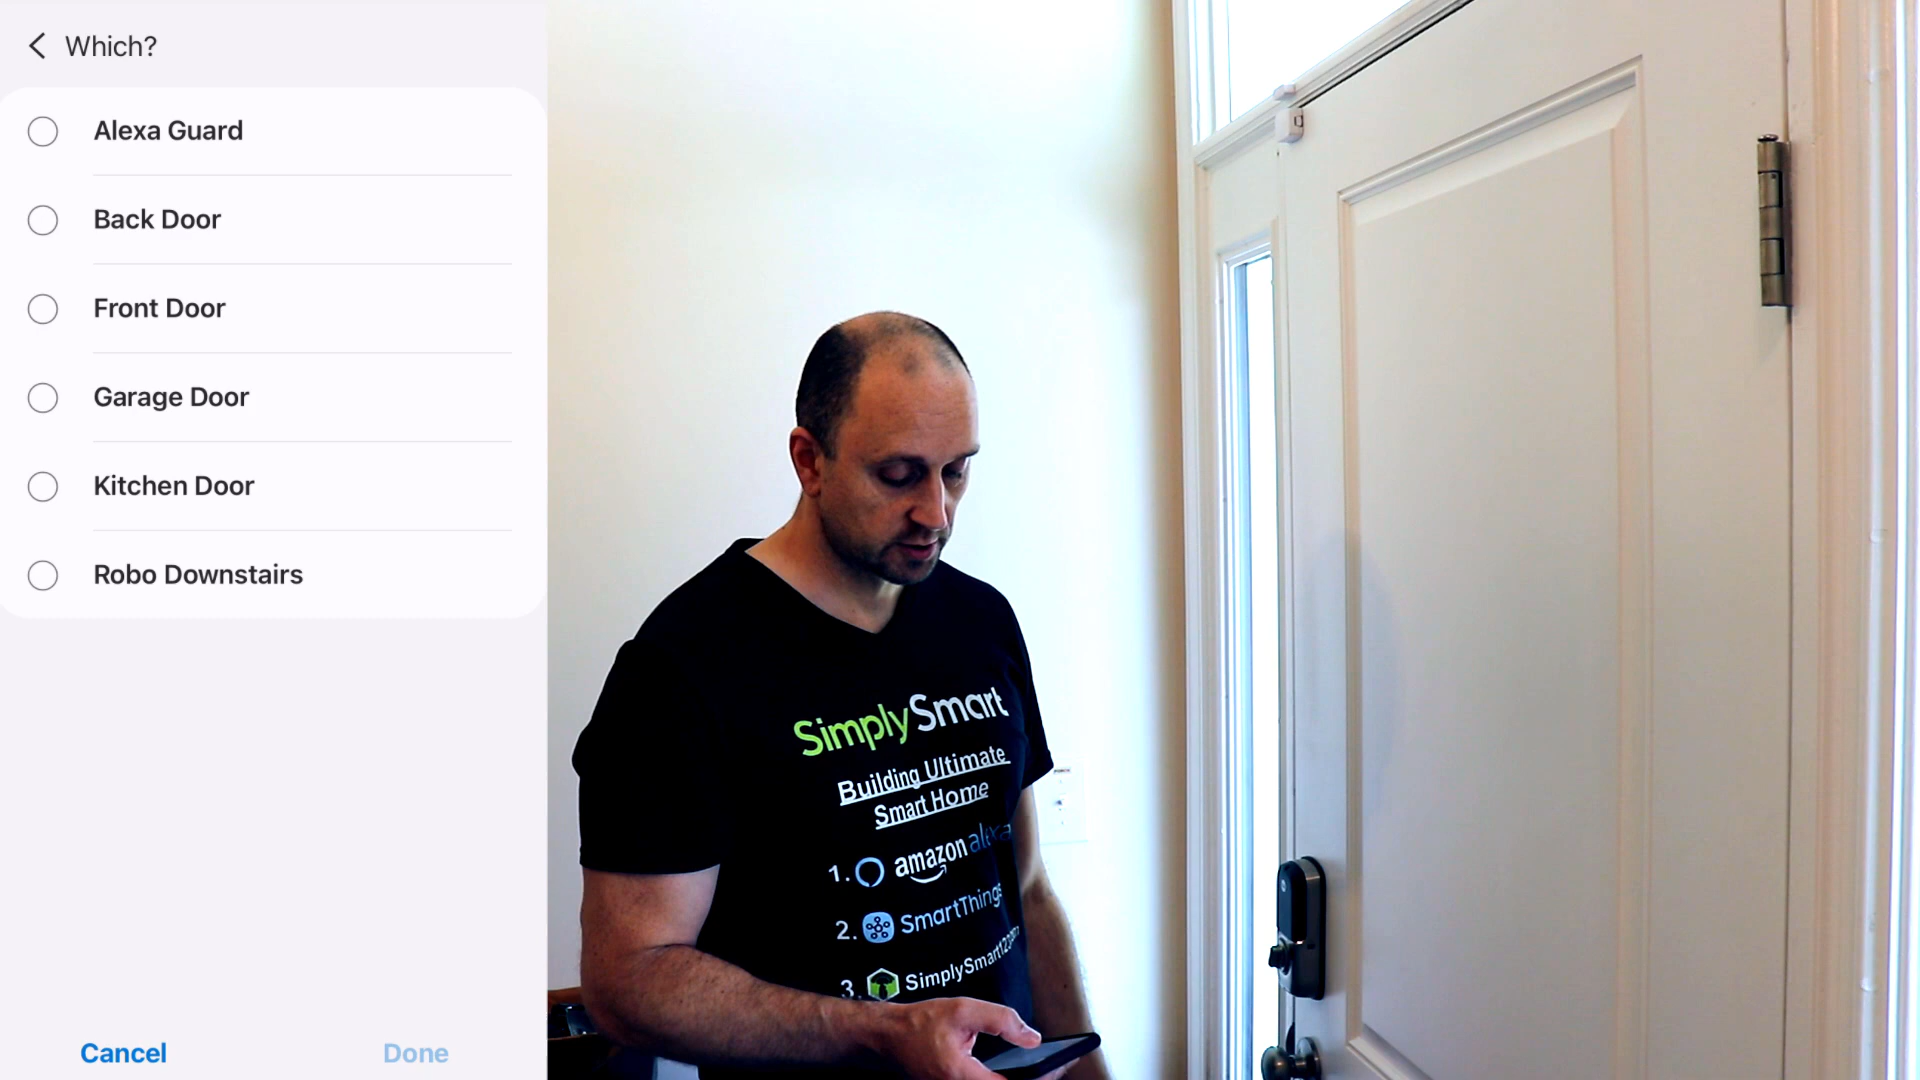 Which?
Alexa Guard
Back Door
Front Door
Garage Door
Kitchen Door
Robo Downstairs
Cancel
Done
SimplySmart
Building Ultimate
Smart Home
1. amazon alexa
2. SmartThings
3.